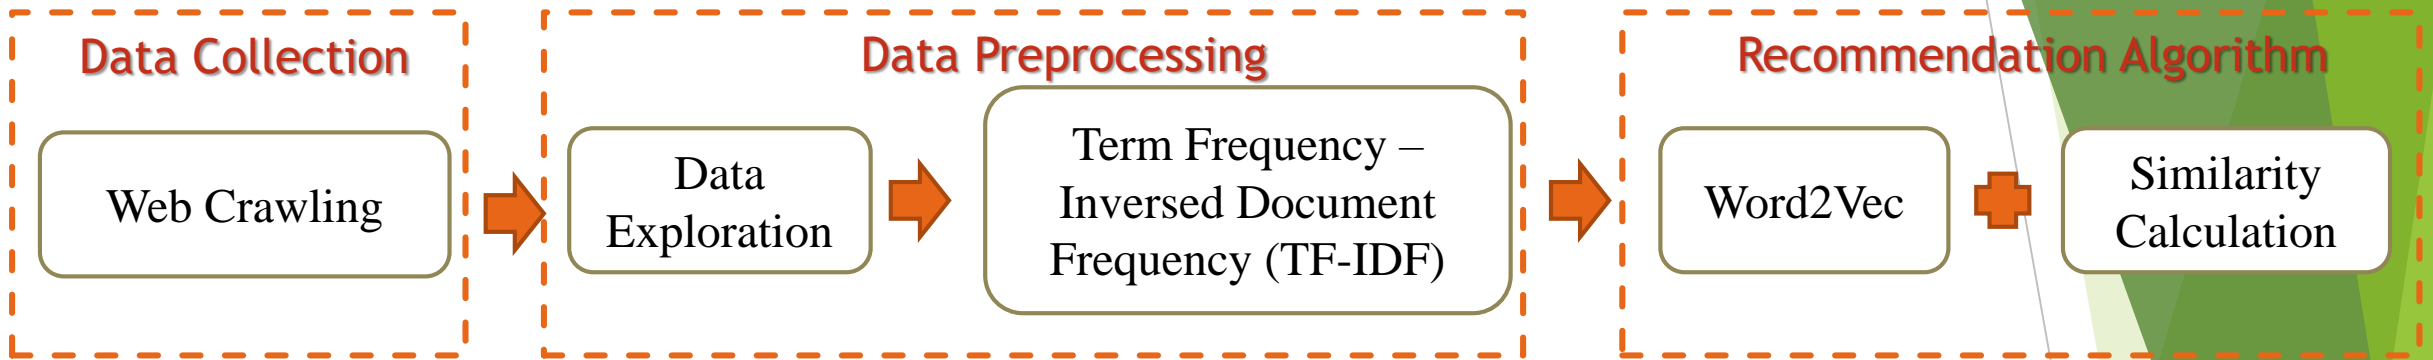 Data Collection
Web Crawling
Data Preprocessing
Data
Exploration
Term Frequency –
Inversed Document
Frequency (TF-IDF)
Recommendation Algorithm
Word2Vec
Similarity
Calculation